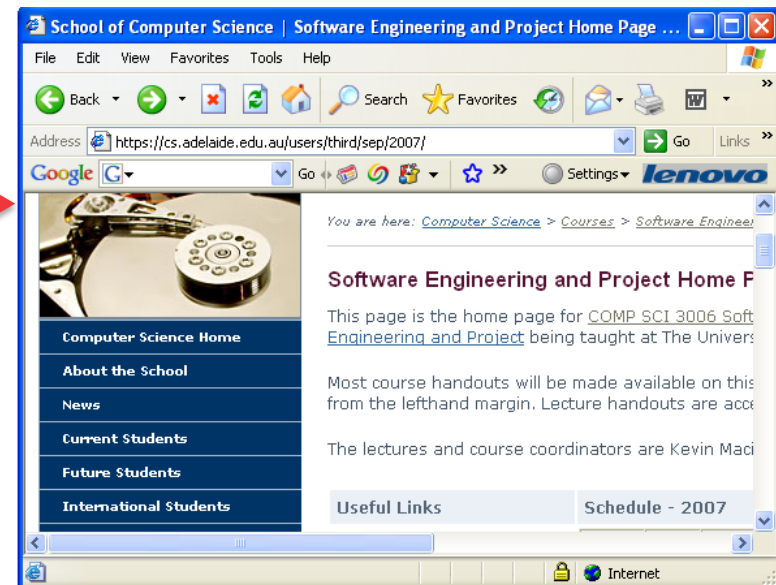 School of Computer Science | Software Engineering and Project Home Page ...
File Edit View Favorites Tools Help
Back Search Favorites W »
Address https://cs.adelaide.edu.au/users/third/sep/2007/ Go Links »
Google G Go » Settings lenovo
You are here: Computer Science > Courses > Software Engineer
Software Engineering and Project Home P
This page is the home page for COMP SCI 3006 Soft
Engineering and Project being taught at The Univers
Computer Science Home
About the School
Most course handouts will be made available on this
News
from the lefthand margin. Lecture handouts are acce
Current Students
The lectures and course coordinators are Kevin Maci
Future Students
International Students
Useful Links Schedule - 2007
Internet